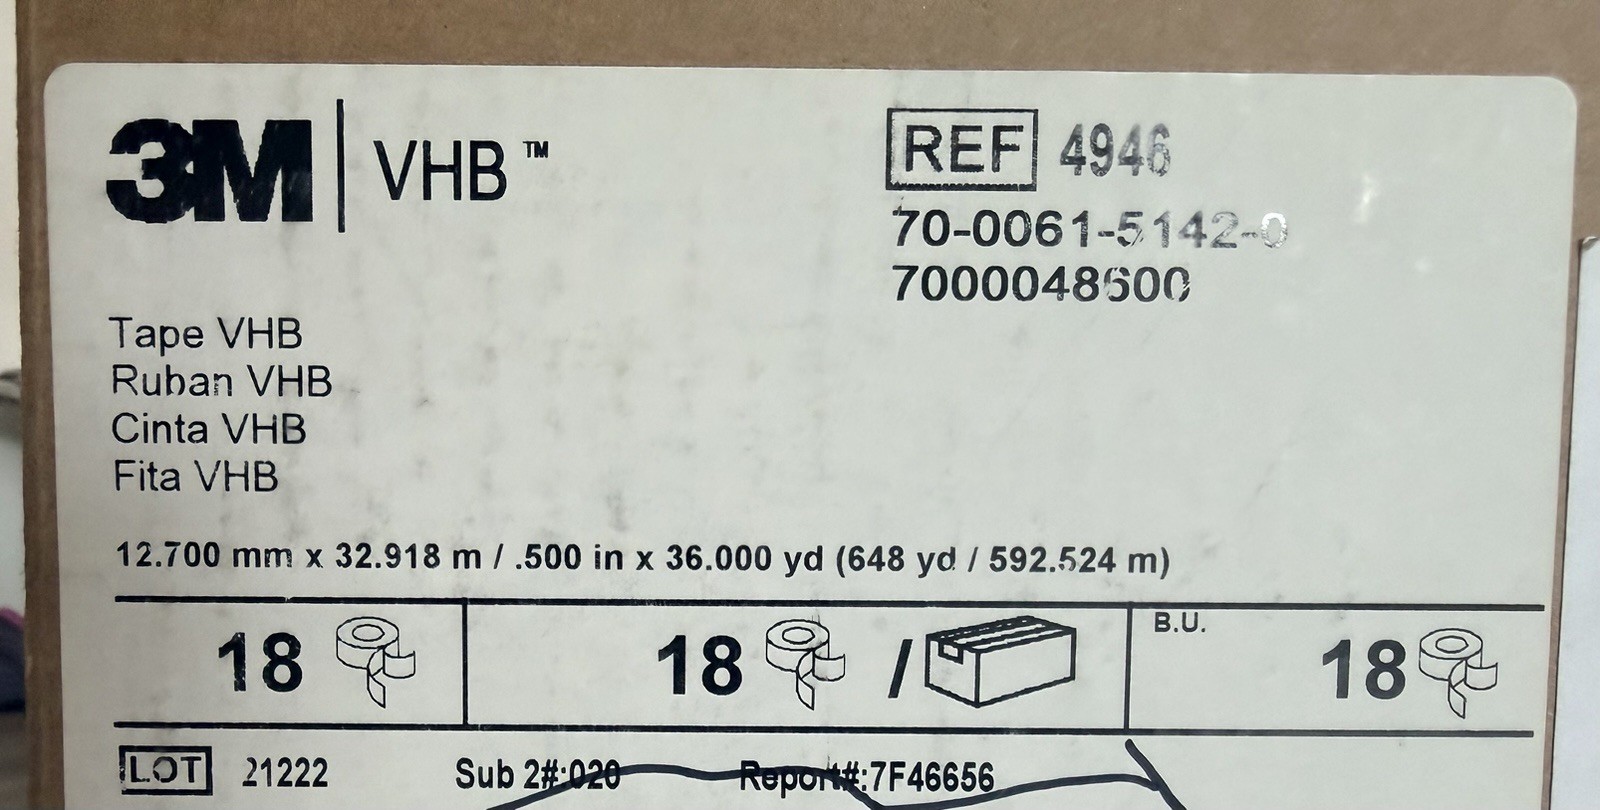 3M | VHB™
REF 4946
70-0061-5142-0
7000048600
Tape VHB
Ruban VHB
Cinta VHB
Fita VHB
12.700 mm x 32.918 m / .500 in x 36.000 yd (648 yd / 592.524 m)
18
18 /
B.U.
18
LOT 21222 Sub 2#:020 Report#:7F46656